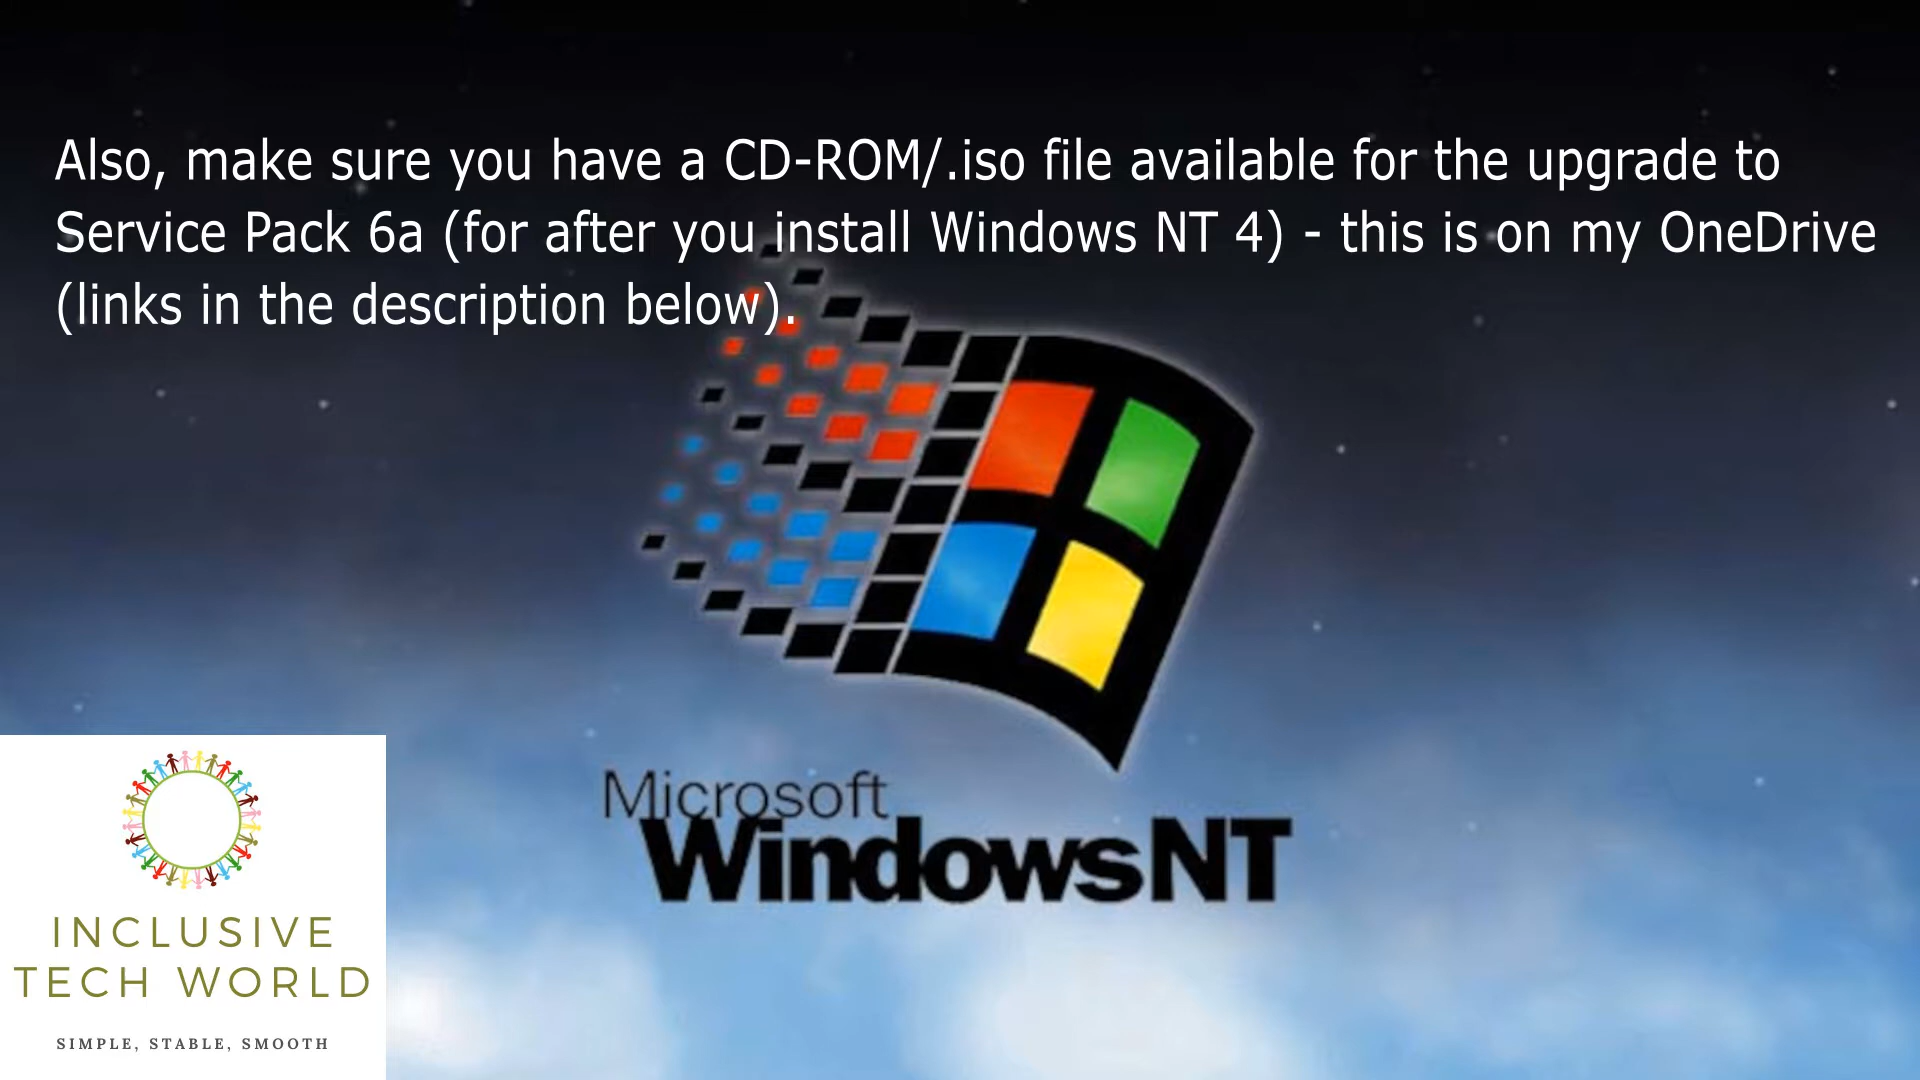 Also, make sure you have a CD-ROM/.iso file available for the upgrade to
Service Pack 6a (for after you install Windows NT 4) - this is on my OneDrive
(links in the description below).
Microsoft
WindowsNT
INCLUSIVE
TECH WORLD
SIMPLE, STABLE, SMOOTH